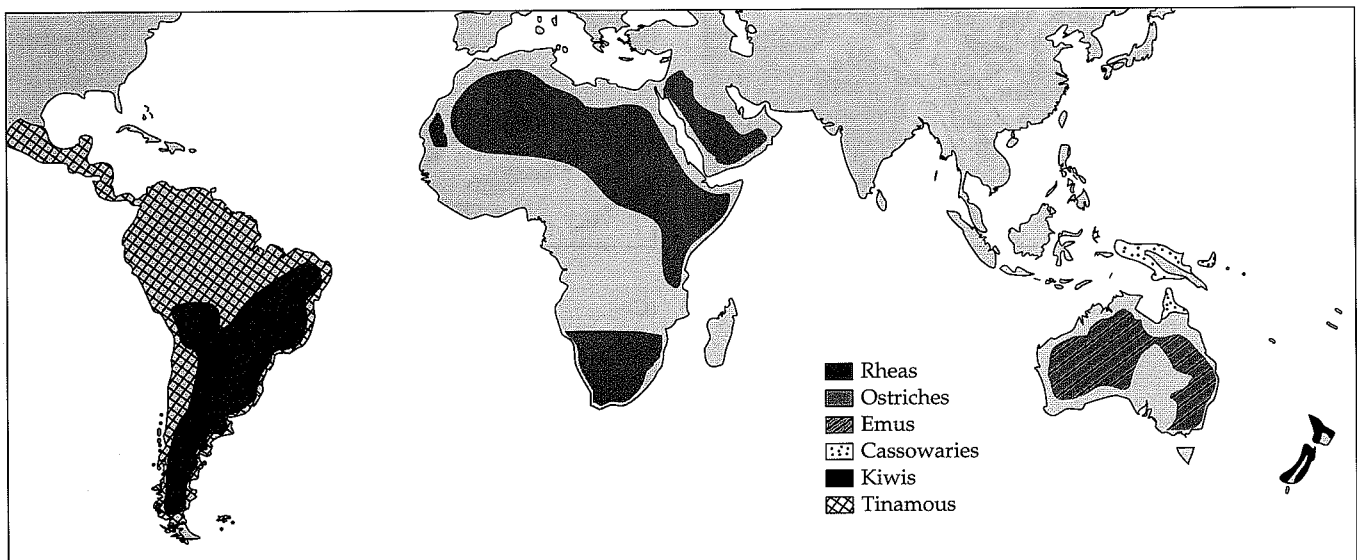 Rheas
Ostriches
Emus
Cassowaries
Kiwis
Tinamous